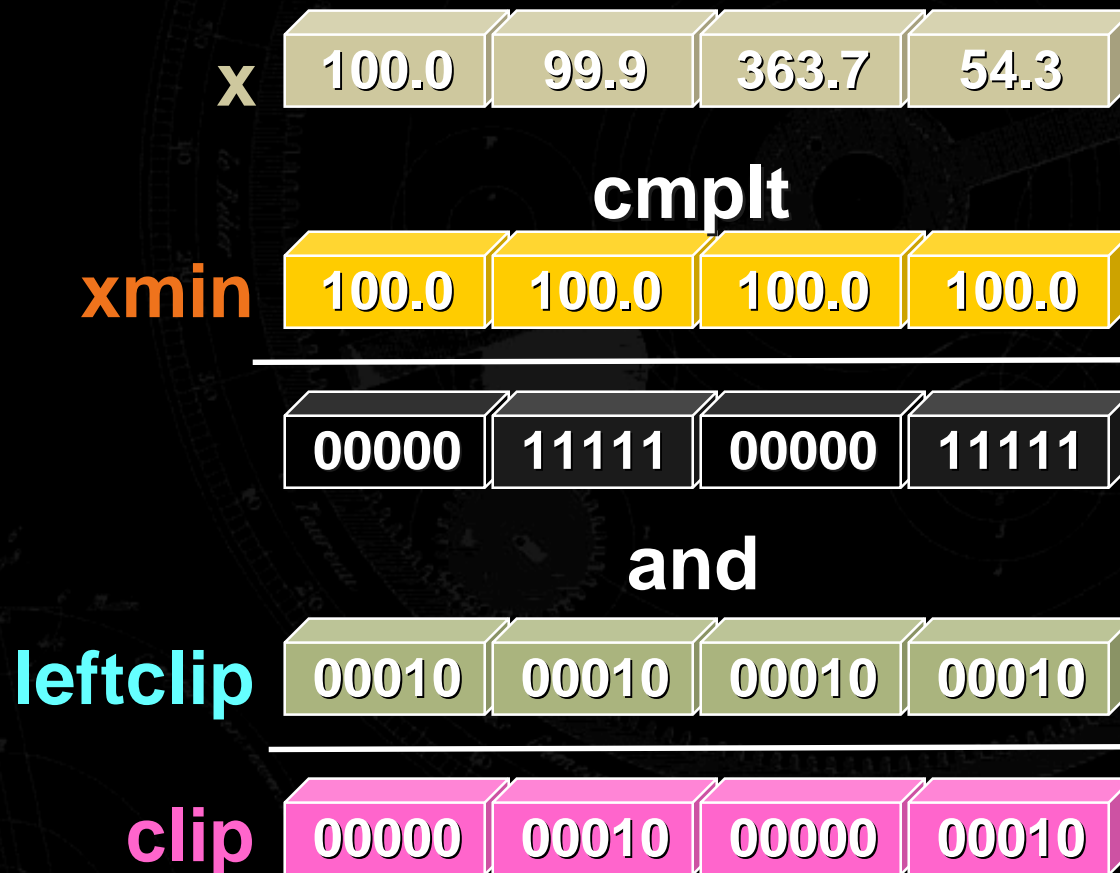 x 100.0 99.9 363.7 54.3
cmplt
xmin 100.0 100.0 100.0 100.0
00000 11111 00000 11111
and
leftclip 00010 00010 00010 00010
clip 00000 00010 00000 00010